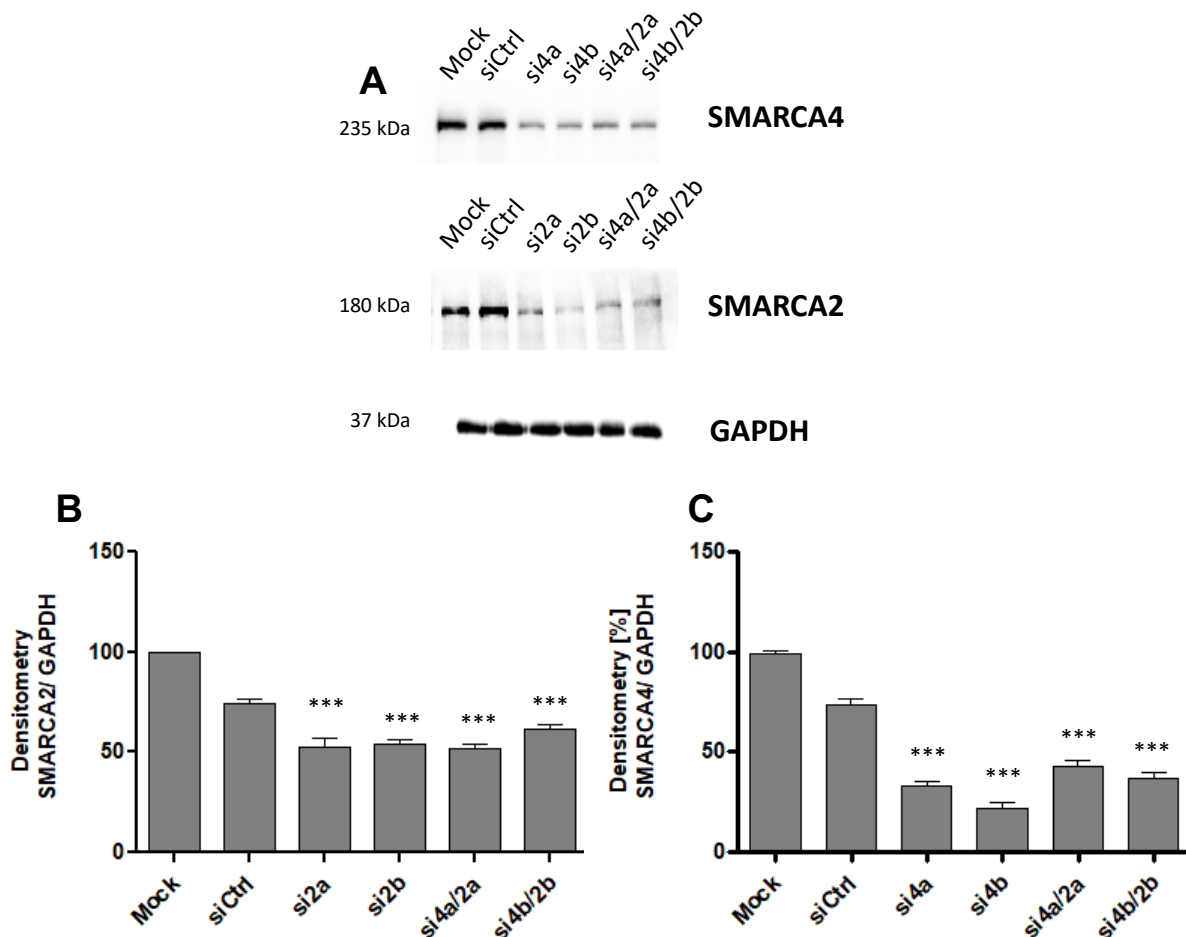 A
Mock siCtrl si4a si4b si4a/2a si4b/2b
235 kDa SMARCA4
Mock siCtrl si2a si2b si4a/2a si4b/2b
180 kDa SMARCA2
37 kDa GAPDH
B
Densitometry
SMARCA2/ GAPDH
150
100
50
0
*** *** *** ***
Mock siCtrl si2a si2b si4a/2a si4b/2b
C
Densitometry [%]
SMARCA4/ GAPDH
150
100
50
0
*** *** *** ***
Mock siCtrl si4a si4b si4a/2a si4b/2b